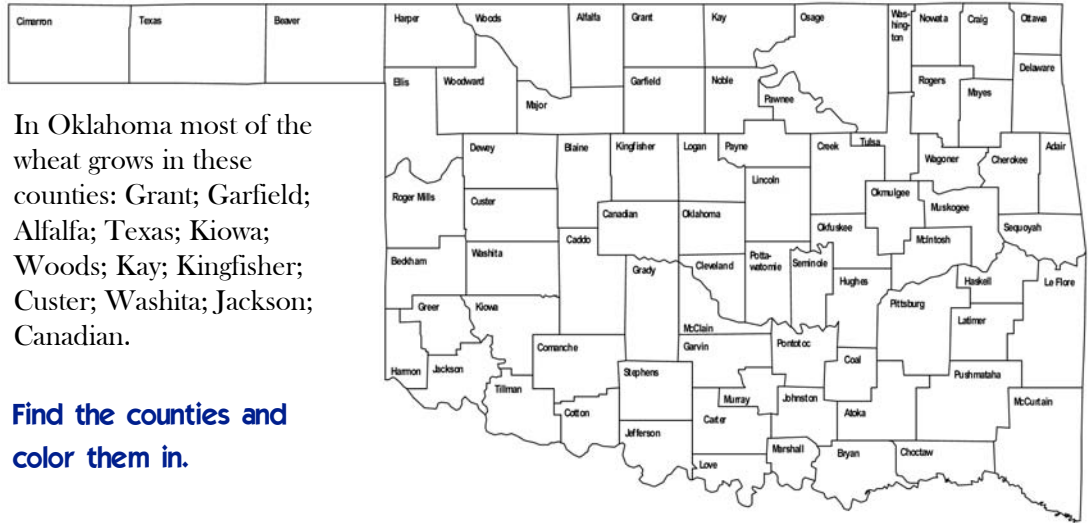 Cimarron
Texas
Beaver
Harper
Woods
Alfalfa
Grant
Kay
Osage
Was-
hing-
ton
Nowata
Craig
Ottawa
Ellis
Woodward
Major
Garfield
Noble
Pawnee
Rogers
Mayes
Delaware
In Oklahoma most of the
wheat grows in these
counties: Grant; Garfield;
Alfalfa; Texas; Kiowa;
Woods; Kay; Kingfisher;
Custer; Washita; Jackson;
Canadian.
Find the counties and
color them in.
Dewey
Blaine
Kingfisher
Logan
Payne
Creek
Tulsa
Wagoner
Cherokee
Adair
Roger Mills
Custer
Lincoln
Okmulgee
Muskogee
Canadian
Oklahoma
Okfuskee
McIntosh
Sequoyah
Beckham
Washita
Caddo
Grady
Cleveland
Potta-
watomie
Seminole
Hughes
Pittsburg
Haskell
Le Flore
Greer
Kiowa
McClain
Latimer
Harmon
Jackson
Comanche
Garvin
Pontotoc
Coal
Tillman
Stephens
Pushmataha
Cotton
Murray
Johnston
Atoka
McCurtain
Carter
Jefferson
Love
Marshall
Bryan
Choctaw